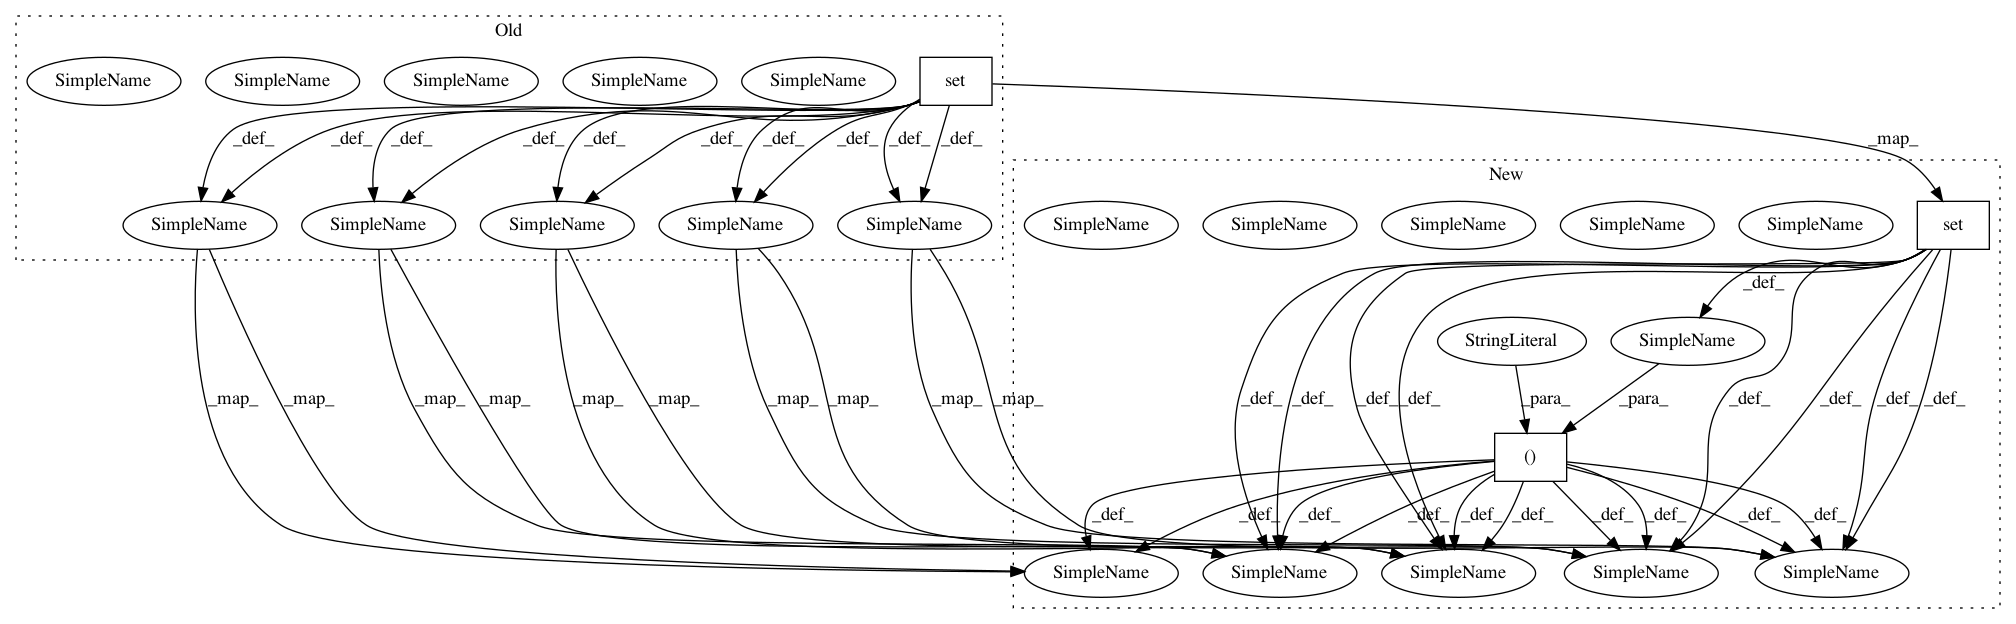 Old
SimpleName SimpleName SimpleName SimpleName SimpleName set
_def_ _def_ _def_ _def_ _def_ _def_ _def_ _def_ _def_ _def_ _map_
New
SimpleName SimpleName SimpleName SimpleName SimpleName
SimpleName SimpleName SimpleName SimpleName SimpleName set
_def_
StringLiteral SimpleName
_map_ _map_ _map_ _map_ _map_ _map_ _map_ _map_ _map_ _map_ _def_ _def_ _def_ _def_ _para_ _para_ _def_ _def_ _def_ _def_
()
_def_ _def_ _def_ _def_ _def_ _def_ _def_ _def_ _def_ _def_
SimpleName SimpleName SimpleName SimpleName SimpleName